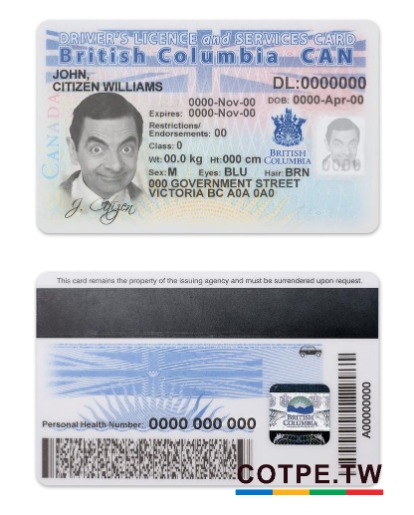 DRIVER'S LICENCE and SERVICES CARD
British Columbia CAN
CANADA
JOHN,
CITIZEN WILLIAMS
DL:0000000
0000-Nov-00
DOB: 0000-Apr-00
Expires: 0000-Nov-00
Restrictions/
Endorsements: 00
Class: 0
Wt: 00.0 kg Ht: 000 cm
Sex: M Eyes: BLU Hair: BRN
BRITISH
COLUMBIA
0000
000 GOVERNMENT STREET
VICTORIA BC A0A 0A0
J. Citizen
This card remains the property of the issuing agency and must be surrendered upon request.
BRITISH
COLUMBIA
Personal Health Number: 0000 000 000
A00000000
COTPE.TW